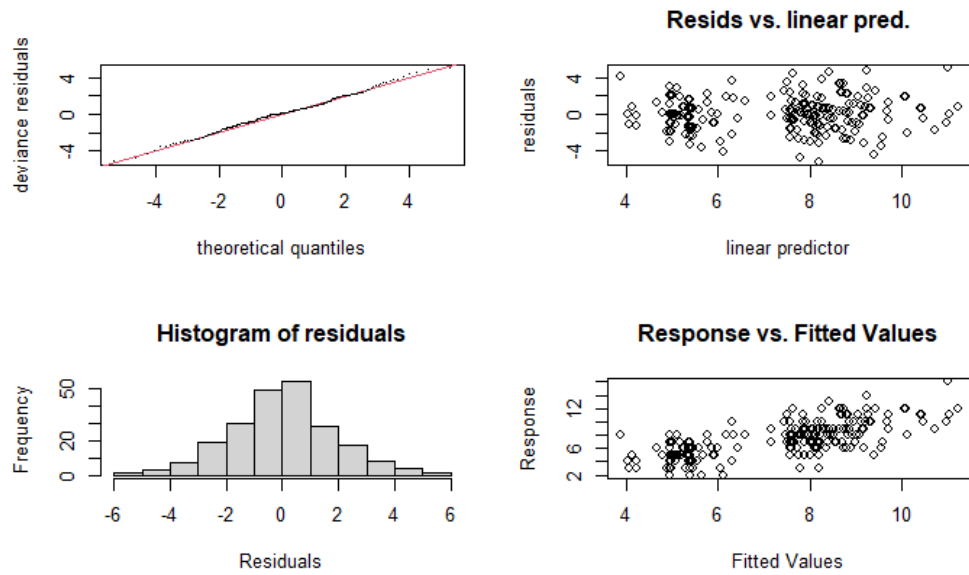 deviance residuals
4
0
-4
-4 -2 0 2 4
theoretical quantiles
Resids vs. linear pred.
residuals
4
0
-4
4 6 8 10
linear predictor
Histogram of residuals
Frequency
50
20
0
-6 -4 -2 0 2 4 6
Residuals
Response vs. Fitted Values
Response
12
6
2
4 6 8 10
Fitted Values